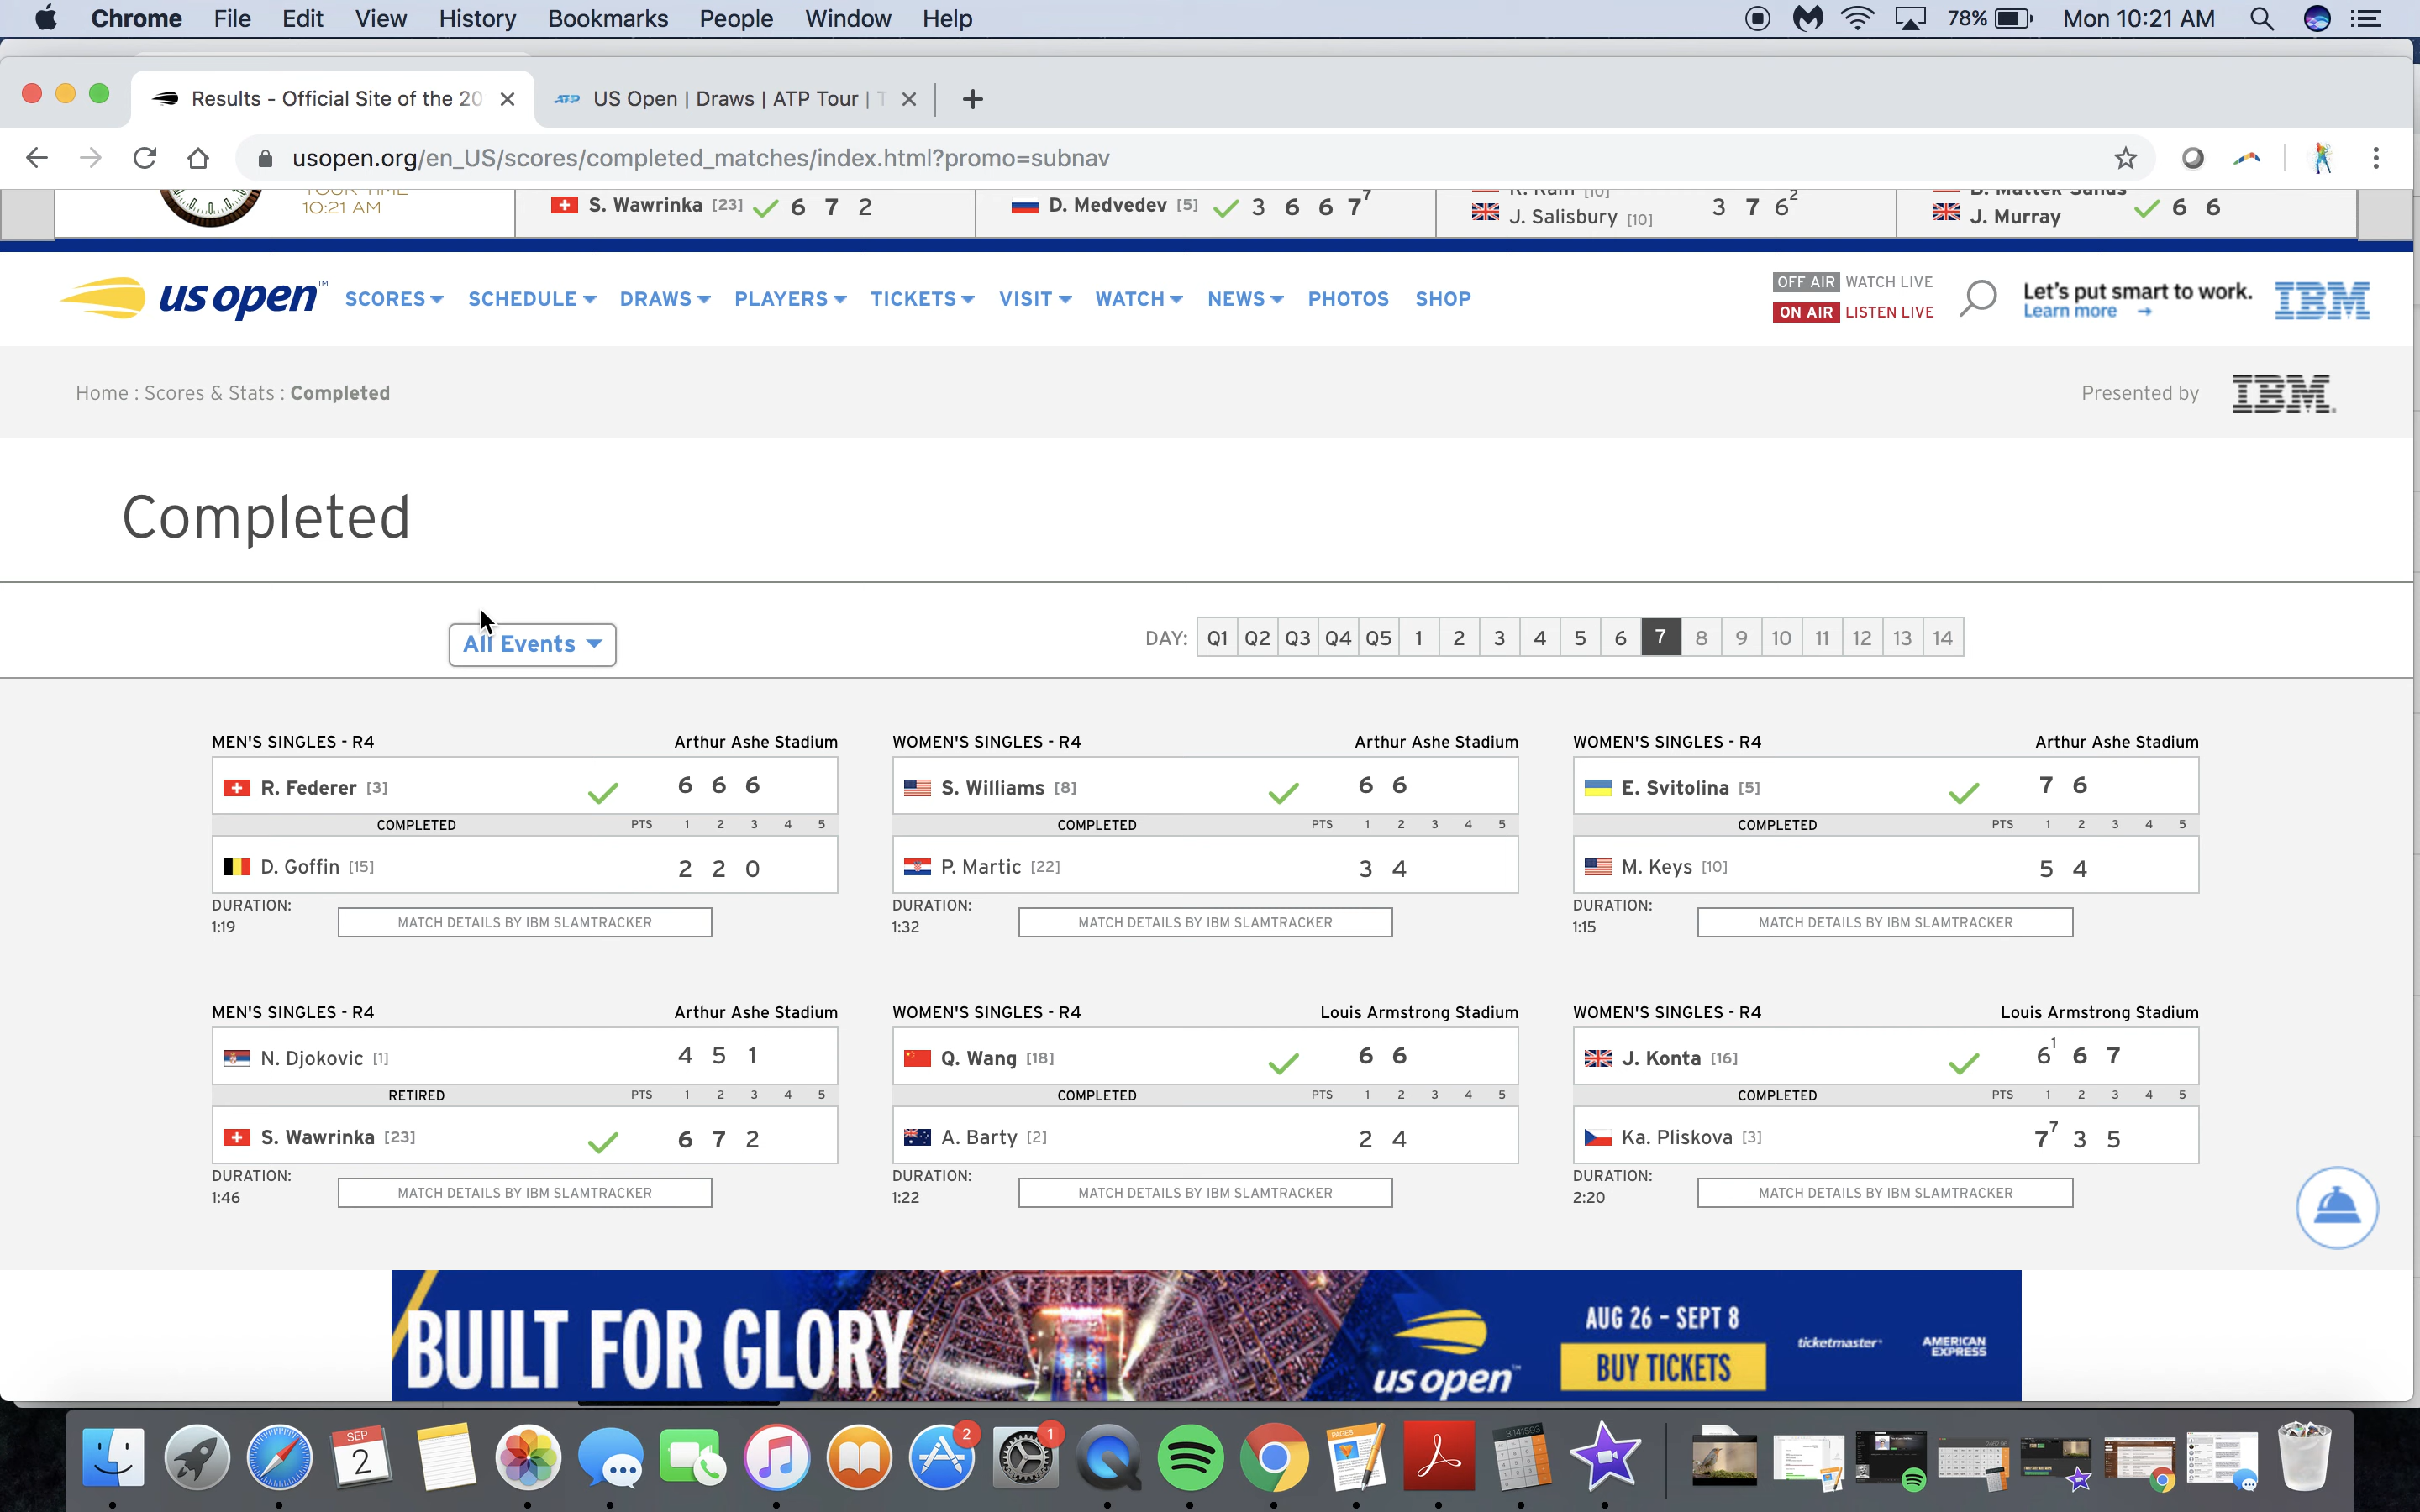 Chrome File Edit View History Bookmarks People Window Help 78% Mon 10:21 AM
Results - Official Site of the 20 US Open | Draws | ATP Tour | T
usopen.org/en_US/scores/completed_matches/index.html?promo=subnav
10:21 AM
S. Wawrinka [23] 6 7 2
D. Medvedev [5] 3 6 6 7 7
J. Salisbury [10] 3 7 6 2
J. Murray 6 6
us open SCORES SCHEDULE DRAWS PLAYERS TICKETS VISIT WATCH NEWS PHOTOS SHOP
OFF AIR WATCH LIVE
ON AIR LISTEN LIVE
Let's put smart to work.
Learn more →
IBM
Home : Scores & Stats : Completed
Presented by IBM
Completed
All Events
DAY: Q1 Q2 Q3 Q4 Q5 1 2 3 4 5 6 7 8 9 10 11 12 13 14
MEN'S SINGLES - R4 Arthur Ashe Stadium
R. Federer [3] 6 6 6
COMPLETED PTS 1 2 3 4 5
D. Goffin [15] 2 2 0
DURATION:
1:19
MATCH DETAILS BY IBM SLAMTRACKER
WOMEN'S SINGLES - R4 Arthur Ashe Stadium
S. Williams [8] 6 6
COMPLETED PTS 1 2 3 4 5
P. Martic [22] 3 4
DURATION:
1:32
MATCH DETAILS BY IBM SLAMTRACKER
WOMEN'S SINGLES - R4 Arthur Ashe Stadium
E. Svitolina [5] 7 6
COMPLETED PTS 1 2 3 4 5
M. Keys [10] 5 4
DURATION:
1:15
MATCH DETAILS BY IBM SLAMTRACKER
MEN'S SINGLES - R4 Arthur Ashe Stadium
N. Djokovic [1] 4 5 1
RETIRED PTS 1 2 3 4 5
S. Wawrinka [23] 6 7 2
DURATION:
1:46
MATCH DETAILS BY IBM SLAMTRACKER
WOMEN'S SINGLES - R4 Louis Armstrong Stadium
Q. Wang [18] 6 6
COMPLETED PTS 1 2 3 4 5
A. Barty [2] 2 4
DURATION:
1:22
MATCH DETAILS BY IBM SLAMTRACKER
WOMEN'S SINGLES - R4 Louis Armstrong Stadium
J. Konta [16] 6 1 6 7
COMPLETED PTS 1 2 3 4 5
Ka. Pliskova [3] 7 7 3 5
DURATION:
2:20
MATCH DETAILS BY IBM SLAMTRACKER
BUILT FOR GLORY
us open
AUG 26 - SEPT 8
BUY TICKETS
ticketmaster
AMERICAN
EXPRESS
SEP
2
2
1
PAGES
3.141593